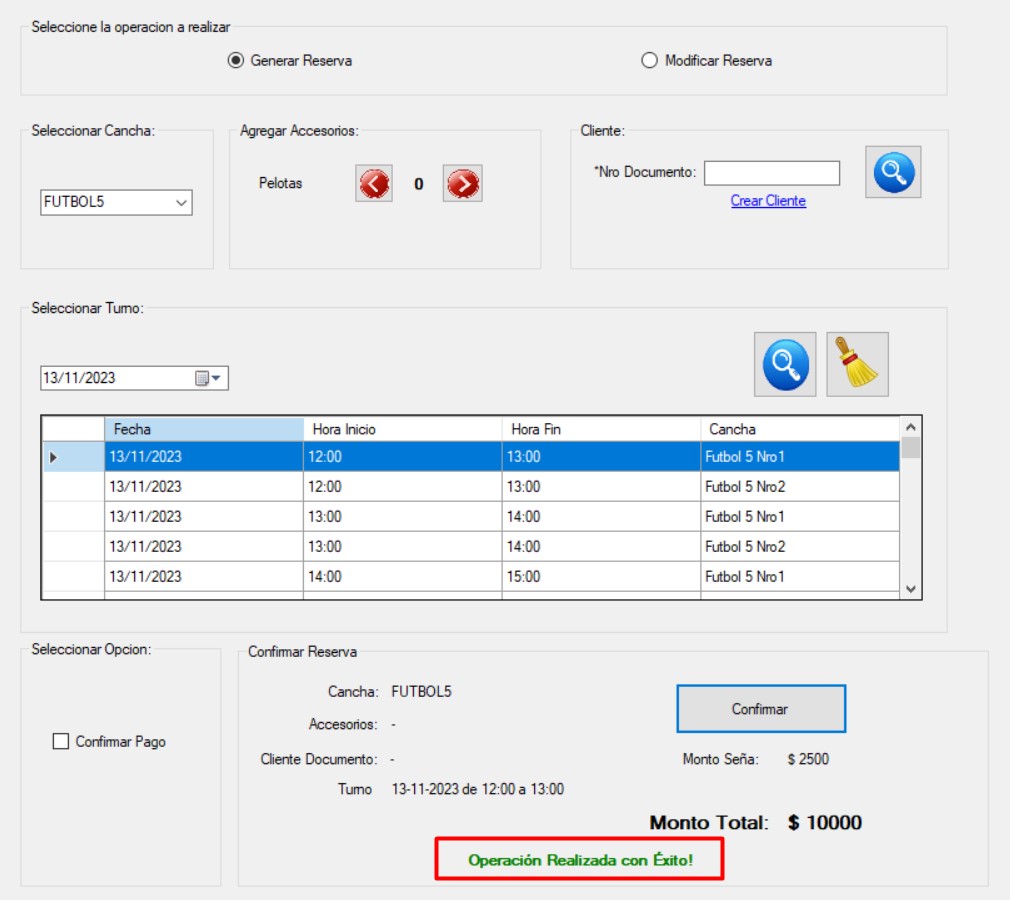 Seleccione la operacion a realizar
Generar Reserva
Modificar Reserva
Seleccionar Cancha:
Agregar Accesorios:
Cliente:
FUTBOL5
Pelotas
0
*Nro Documento:
Crear Cliente
Seleccionar Turno:
13/11/2023
Fecha Hora Inicio Hora Fin Cancha
13/11/2023 12:00 13:00 Futbol 5 Nro1
13/11/2023 12:00 13:00 Futbol 5 Nro2
13/11/2023 13:00 14:00 Futbol 5 Nro1
13/11/2023 13:00 14:00 Futbol 5 Nro2
13/11/2023 14:00 15:00 Futbol 5 Nro1
Seleccionar Opcion:
Confirmar Pago
Confirmar Reserva
Cancha: FUTBOL5
Accesorios: -
Cliente Documento: -
Turno 13-11-2023 de 12:00 a 13:00
Confirmar
Monto Seña: $ 2500
Monto Total: $ 10000
Operación Realizada con Éxito!